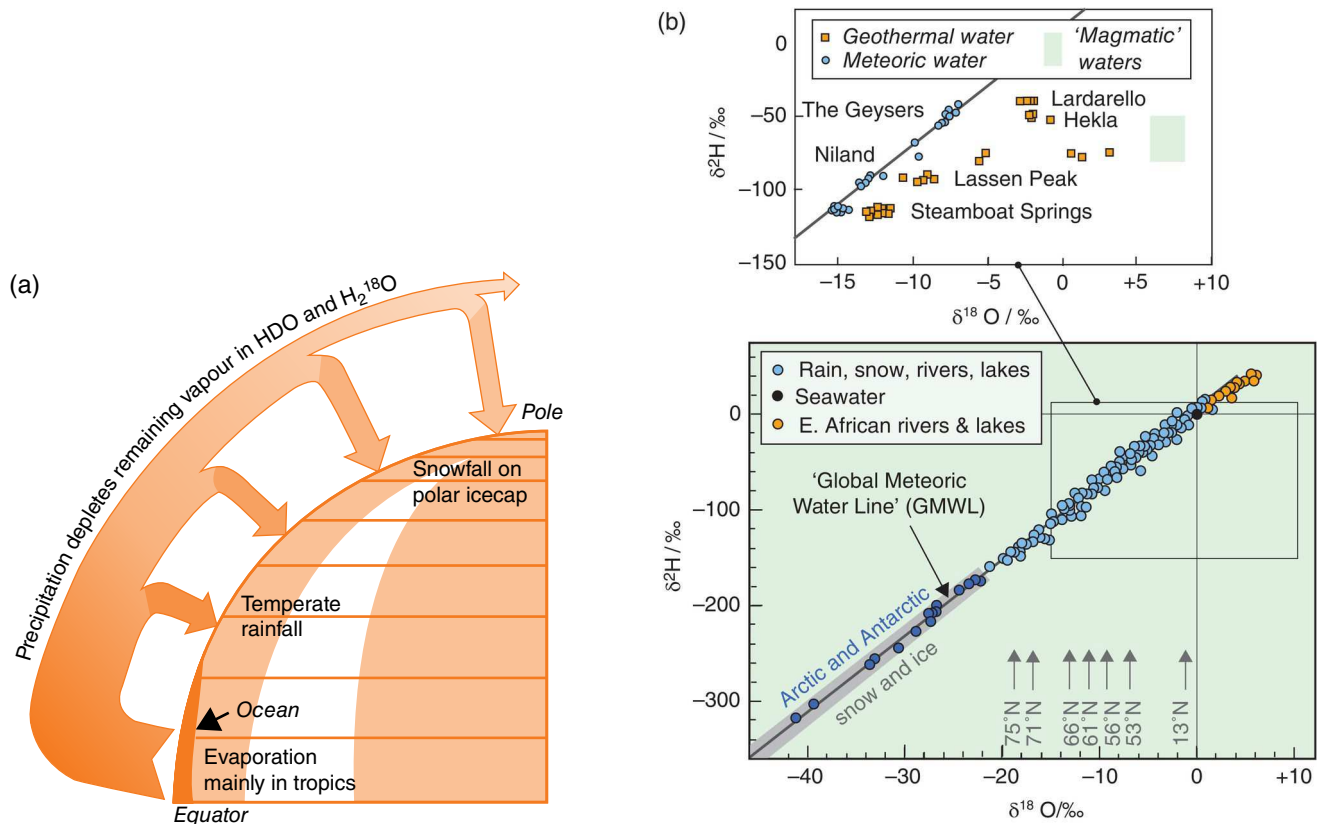 (a)
Precipitation depletes remaining vapour in HDO and H₂¹⁸O
Pole
Snowfall on
polar icecap
Temperate
rainfall
Ocean
Evaporation
mainly in tropics
Equator
(b)
Geothermal water
Meteoric water
'Magmatic'
waters
The Geysers
Lardarello
Hekla
Niland
Lassen Peak
Steamboat Springs
δ²H / ‰
0
−50
−100
−150
−15
−10
−5
0
+5
+10
δ¹⁸ O / ‰
Rain, snow, rivers, lakes
Seawater
E. African rivers & lakes
'Global Meteoric
Water Line' (GMWL)
Arctic and Antarctic
snow and ice
75°N
71°N
66°N
61°N
56°N
53°N
13°N
δ²H / ‰
0
−100
−200
−300
−40
−30
−20
−10
0
+10
δ¹⁸ O/‰